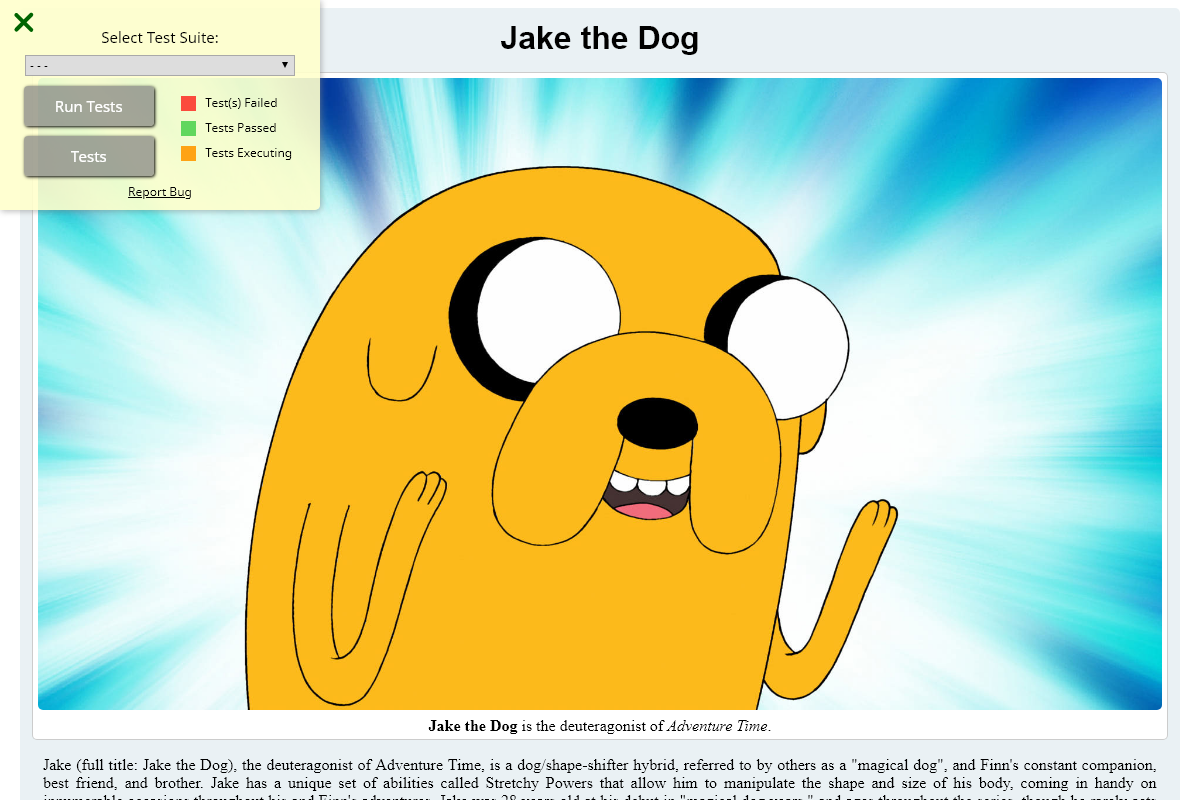 Select Test Suite:
- - -
Run Tests
Test(s) Failed
Tests Passed
Tests
Tests Executing
Report Bug
Jake the Dog
Jake the Dog is the deuteragonist of Adventure Time.
Jake (full title: Jake the Dog), the deuteragonist of Adventure Time, is a dog/shape-shifter hybrid, referred to by others as a "magical dog", and Finn's constant companion,
best friend, and brother. Jake has a unique set of abilities called Stretchy Powers that allow him to manipulate the shape and size of his body, coming in handy on